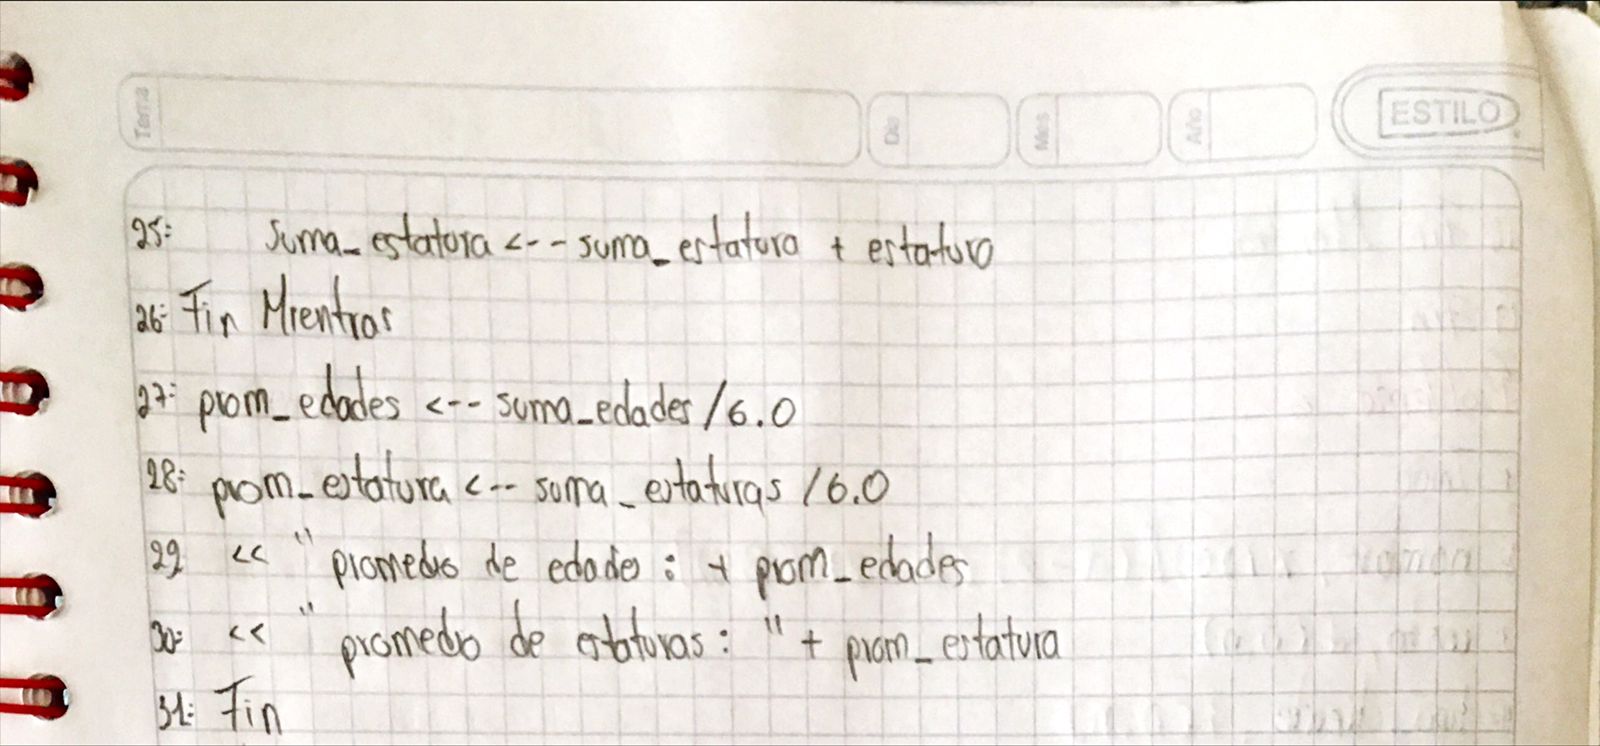 Tema
De
Mes
Año
ESTILO
25: suma_estatura <-- suma_estatura + estatura
26: Fin Mientras
27: prom_edades <-- suma_edades /6.0
28: prom_estatura <-- suma_estaturas /6.0
29 << " promedio de edades : + prom_edades
30: << " promedio de estaturas : " + prom_estatura
31: Fin